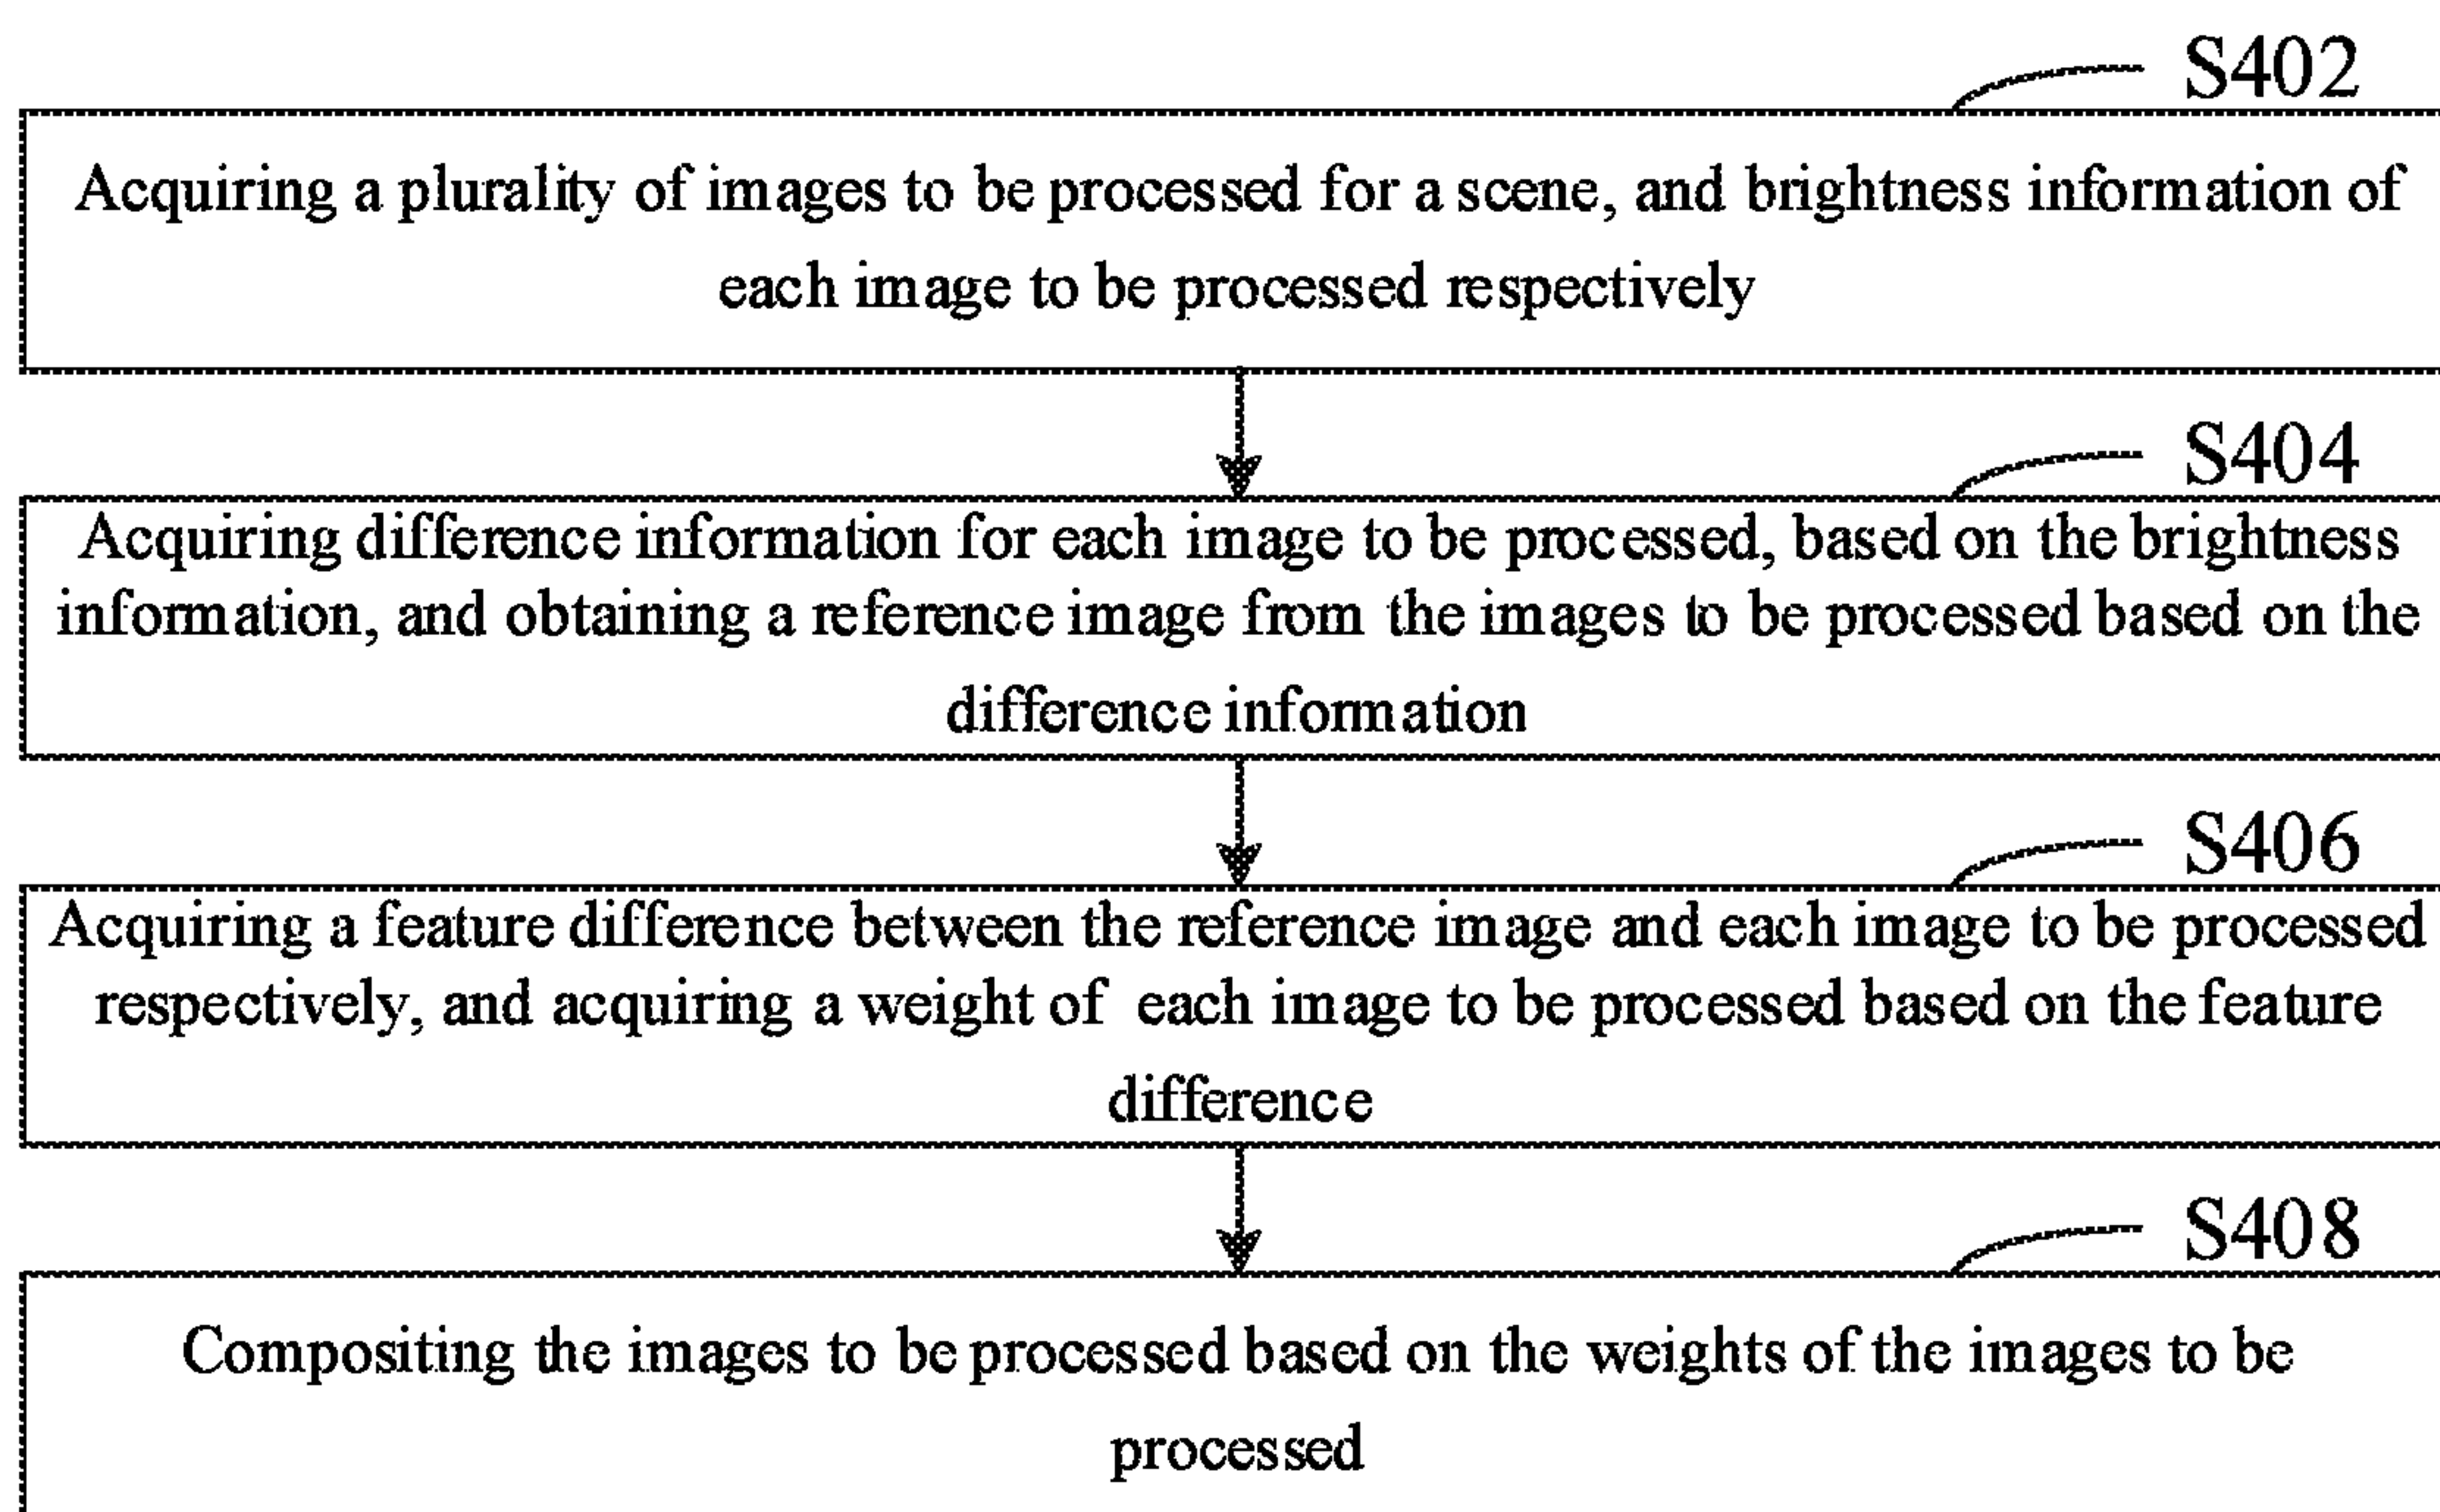 S402
Acquiring a plurality of images to be processed for a scene, and brightness information of
each image to be processed respectively
S404
Acquiring difference information for each image to be processed, based on the brightness
information, and obtaining a reference image from the images to be processed based on the
difference information
S406
Acquiring a feature difference between the reference image and each image to be processed
respectively, and acquiring a weight of each image to be processed based on the feature
difference
S408
Compositing the images to be processed based on the weights of the images to be
processed